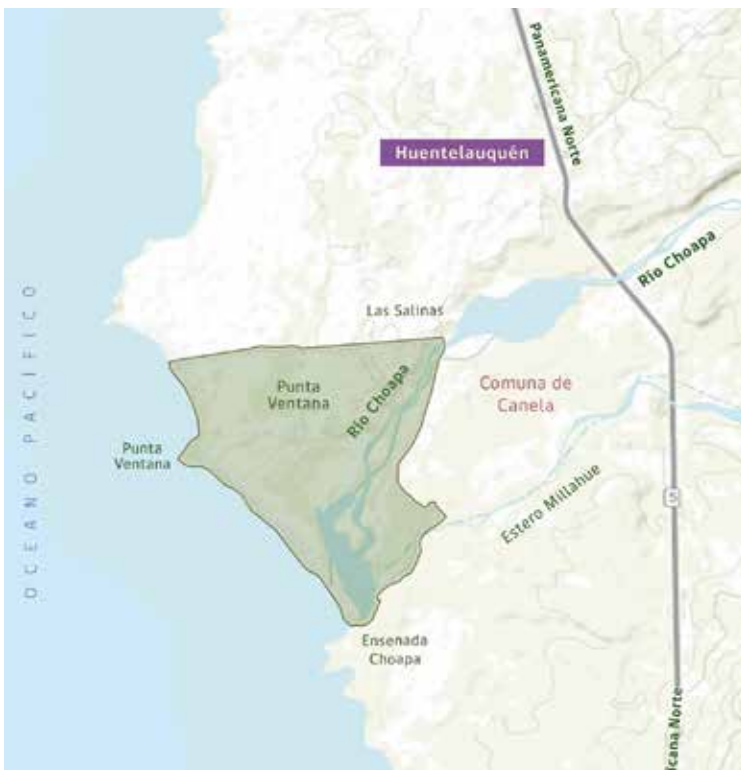 Panamericana Norte
Huentelauquén
Río Choapa
OCEANO PACÍFICO
Las Salinas
Punta
Ventana
Río Choapa
Comuna de
Canela
Punta
Ventana
Estero Millahue
5
Ensenada
Choapa
icana Norte